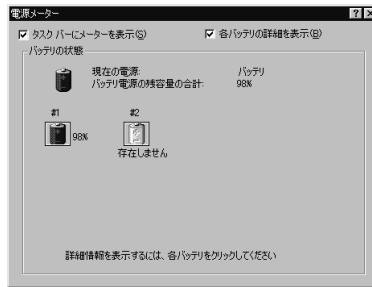 電源メーター
タスク バーにメーターを表示(S)
各バッテリの詳細を表示(B)
バッテリの状態
現在の電源: バッテリ
バッテリ電源の残容量の合計: 98%
#1 #2
98%
存在しません
詳細情報を表示するには、各バッテリをクリックしてください